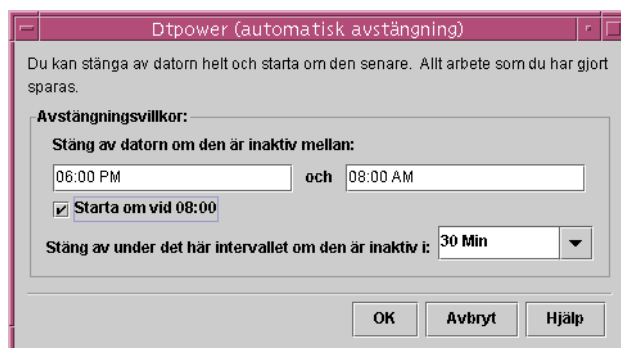 Dtpower (automatisk avstängning)
Du kan stänga av datorn helt och starta om den senare. Allt arbete som du har gjort
sparas.
Avstängningsvillkor:
Stäng av datorn om den är inaktiv mellan:
06:00 PM och 08:00 AM
Starta om vid 08:00
Stäng av under det här intervallet om den är inaktiv i: 30 Min
OK Avbryt Hjälp